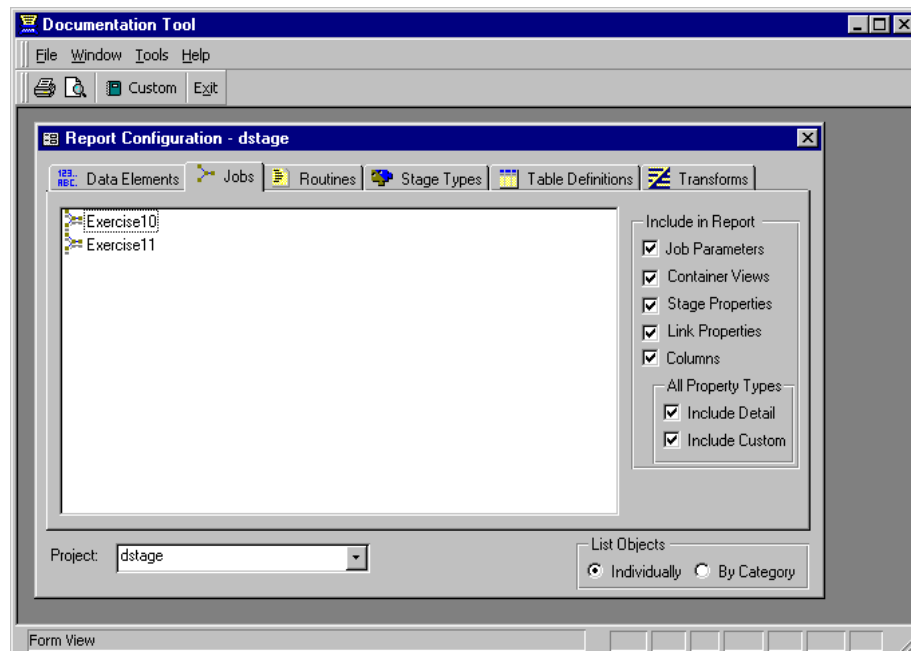 Documentation Tool
File Window Tools Help
Custom Exit
Report Configuration - dstage
123.. ABC. Data Elements Jobs Routines Stage Types Table Definitions Transforms
Exercise10
Exercise11
Include in Report
Job Parameters
Container Views
Stage Properties
Link Properties
Columns
All Property Types
Include Detail
Include Custom
Project: dstage
List Objects
Individually By Category
Form View